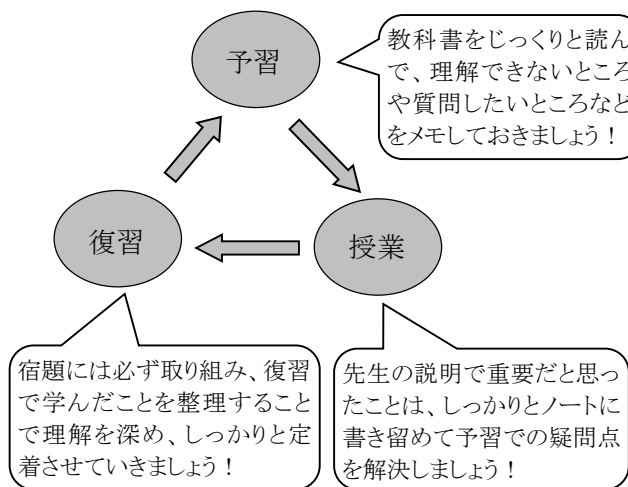 予習
教科書をじっくりと読ん
で、理解できないところ
や質問したいところなど
をメモしておきましょう！
復習
授業
宿題には必ず取り組み、復習
で学んだことを整理すること
で理解を深め、しっかりと定
着させていきましょう！
先生の説明で重要だと思っ
たことは、しっかりとノートに
書き留めて予習での疑問点
を解決しましょう！